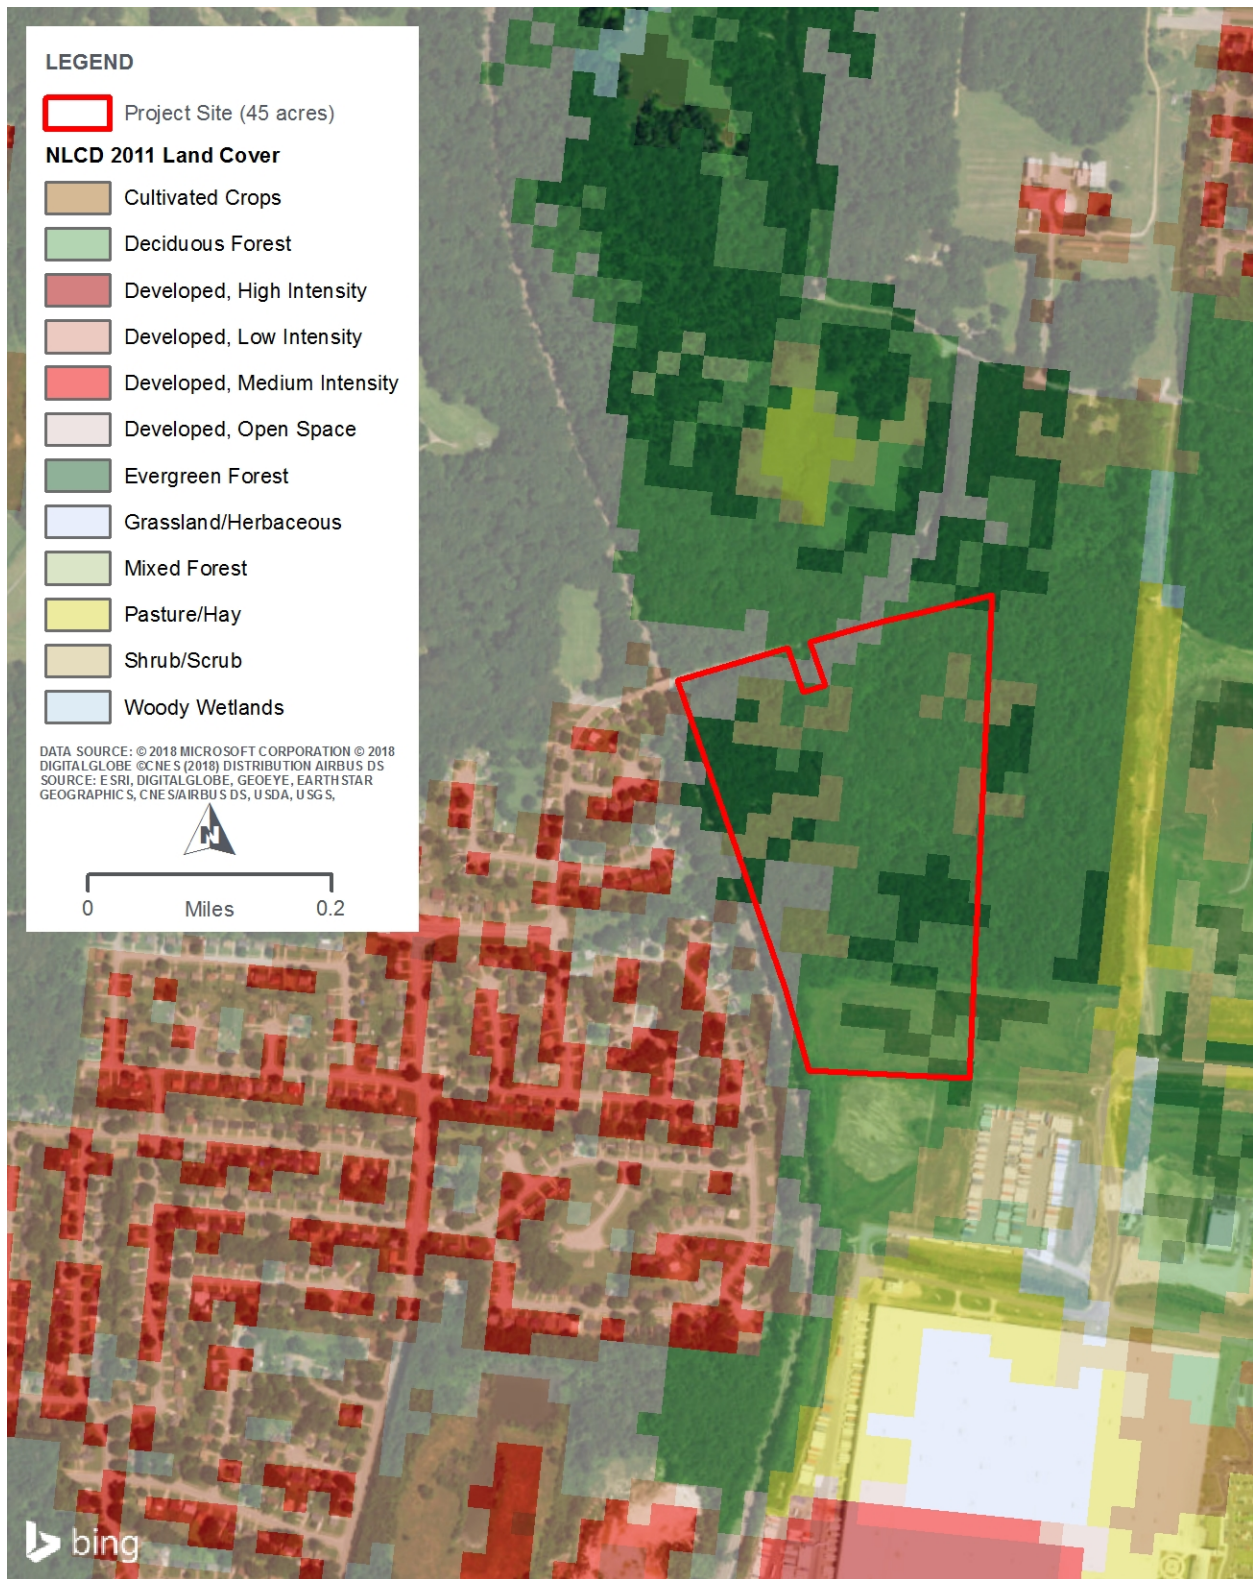 LEGEND
Project Site (45 acres)
NLCD 2011 Land Cover
Cultivated Crops
Deciduous Forest
Developed, High Intensity
Developed, Low Intensity
Developed, Medium Intensity
Developed, Open Space
Evergreen Forest
Grassland/Herbaceous
Mixed Forest
Pasture/Hay
Shrub/Scrub
Woody Wetlands
DATA SOURCE: © 2018 MICROSOFT CORPORATION © 2018
DIGITALGLOBE ©CNES (2018) DISTRIBUTION AIRBUS DS
SOURCE: ESRI, DIGITALGLOBE, GEOEYE, EARTHSTAR
GEOGRAPHICS, CNES/AIRBUS DS, USDA, USGS,
N
0 Miles 0.2
bing